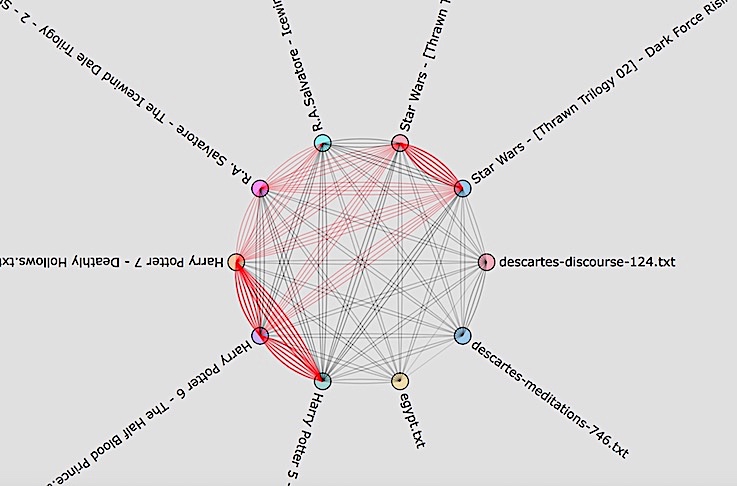 R.A. Salvatore - The Icewind Dale Trilogy - 2 -
R.A.Salvatore - Icewin
Star Wars - [Thrawn T
Star Wars - [Thrawn Trilogy 02] - Dark Force Risi
Harry Potter 7 - Deathly Hollows.txt
descartes-discourse-124.txt
Harry Potter 6 - The Half Blood Prince.
descartes-meditations-746.txt
Harry Potter 5 -
egypt.txt